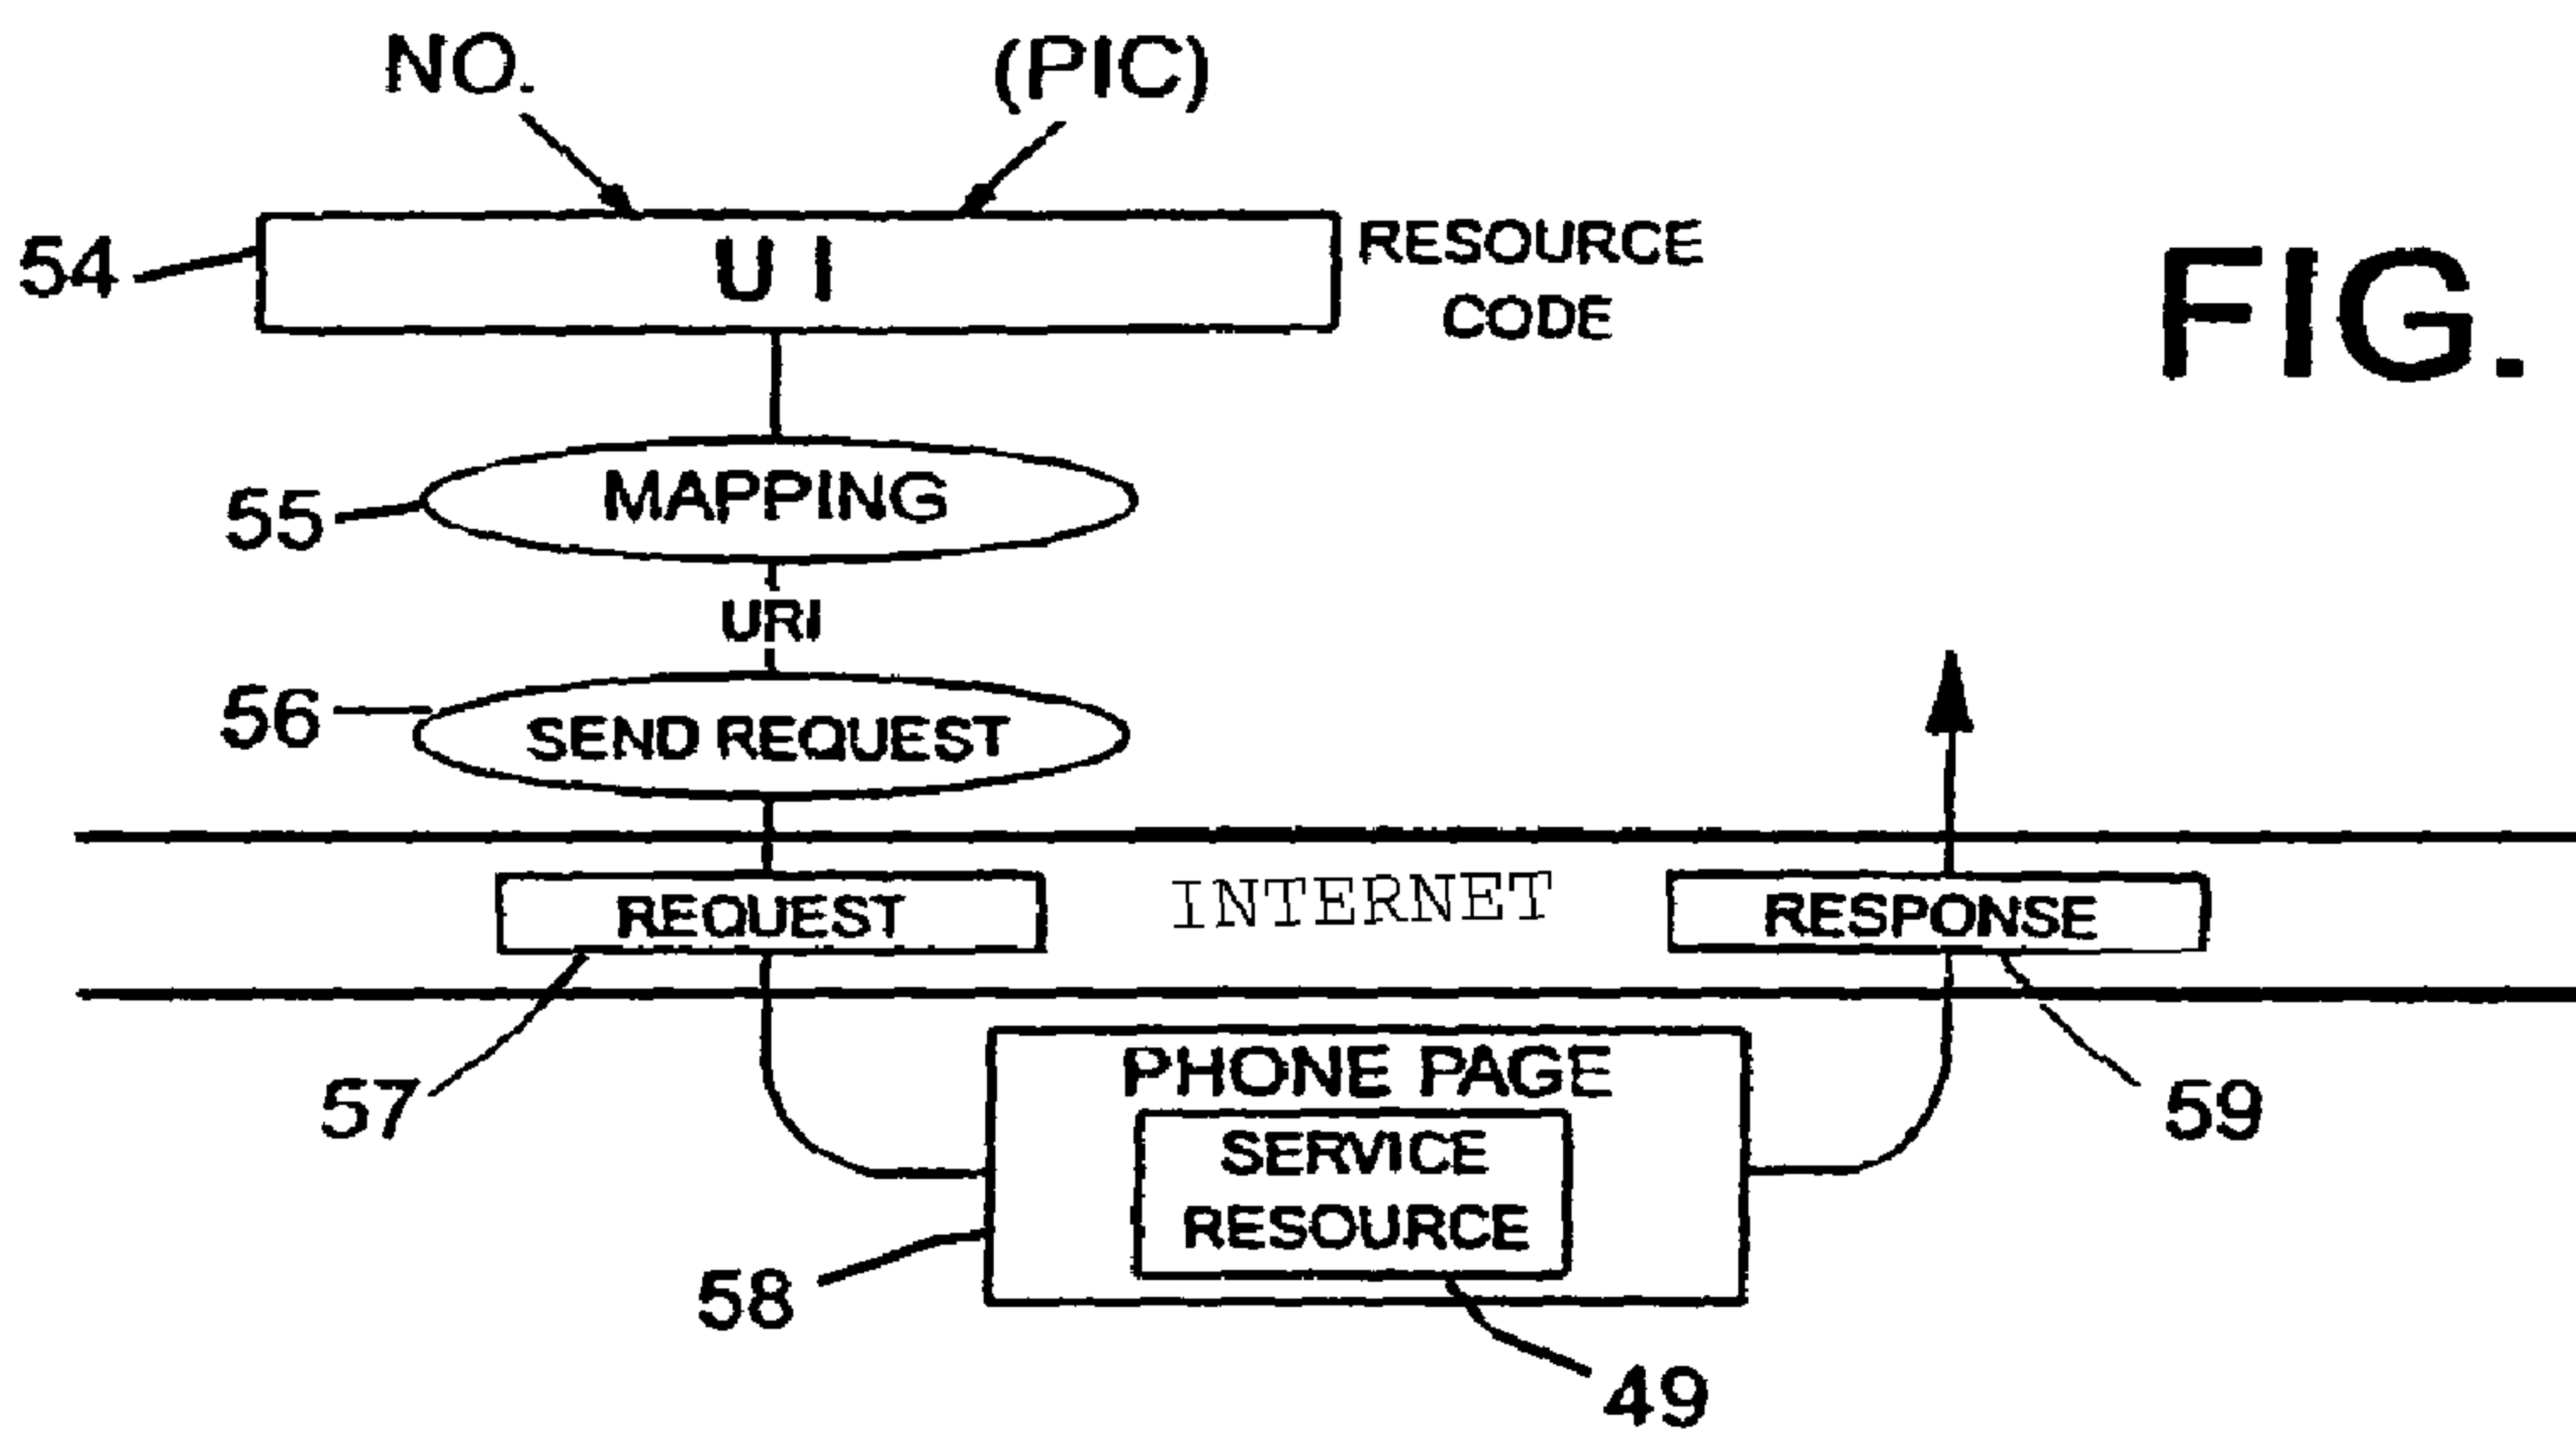 NO. (PIC)
54 U I RESOURCE
CODE
FIG.
55 MAPPING
URI
56 SEND REQUEST
REQUEST INTERNET RESPONSE
57 PHONE PAGE 59
SERVICE
RESOURCE
58
49